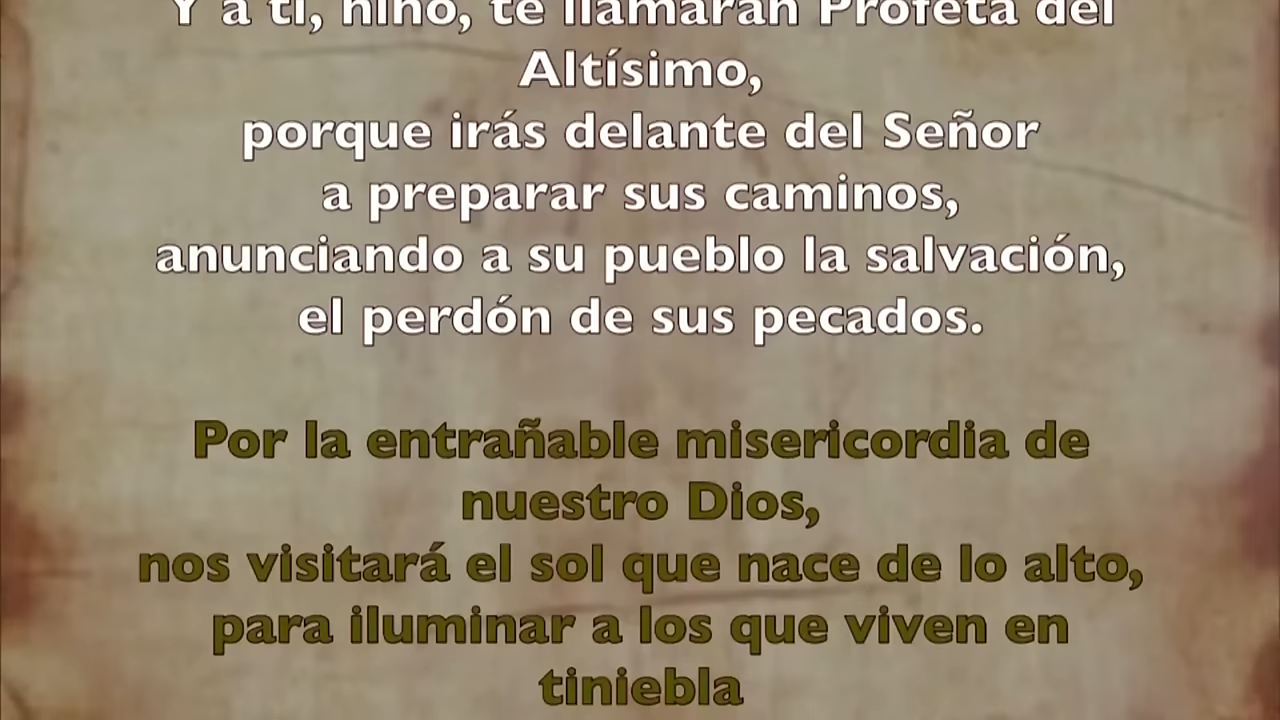 Y a ti, niño, te llamarán Profeta del
Altísimo,
porque irás delante del Señor
a preparar sus caminos,
anunciando a su pueblo la salvación,
el perdón de sus pecados.
Por la entrañable misericordia de
nuestro Dios,
nos visitará el sol que nace de lo alto,
para iluminar a los que viven en
tiniebla